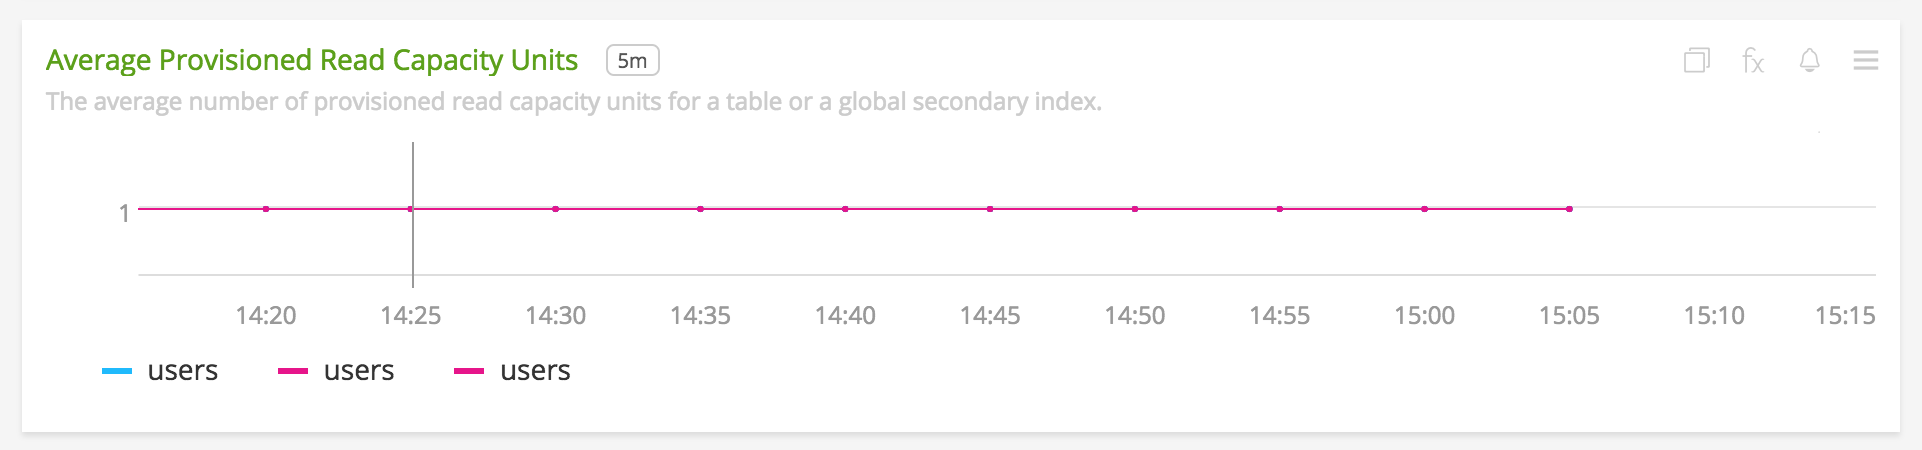 Average Provisioned Read Capacity Units 5m
fx
The average number of provisioned read capacity units for a table or a global secondary index.
1
14:20 14:25 14:30 14:35 14:40 14:45 14:50 14:55 15:00 15:05 15:10 15:15
users users users